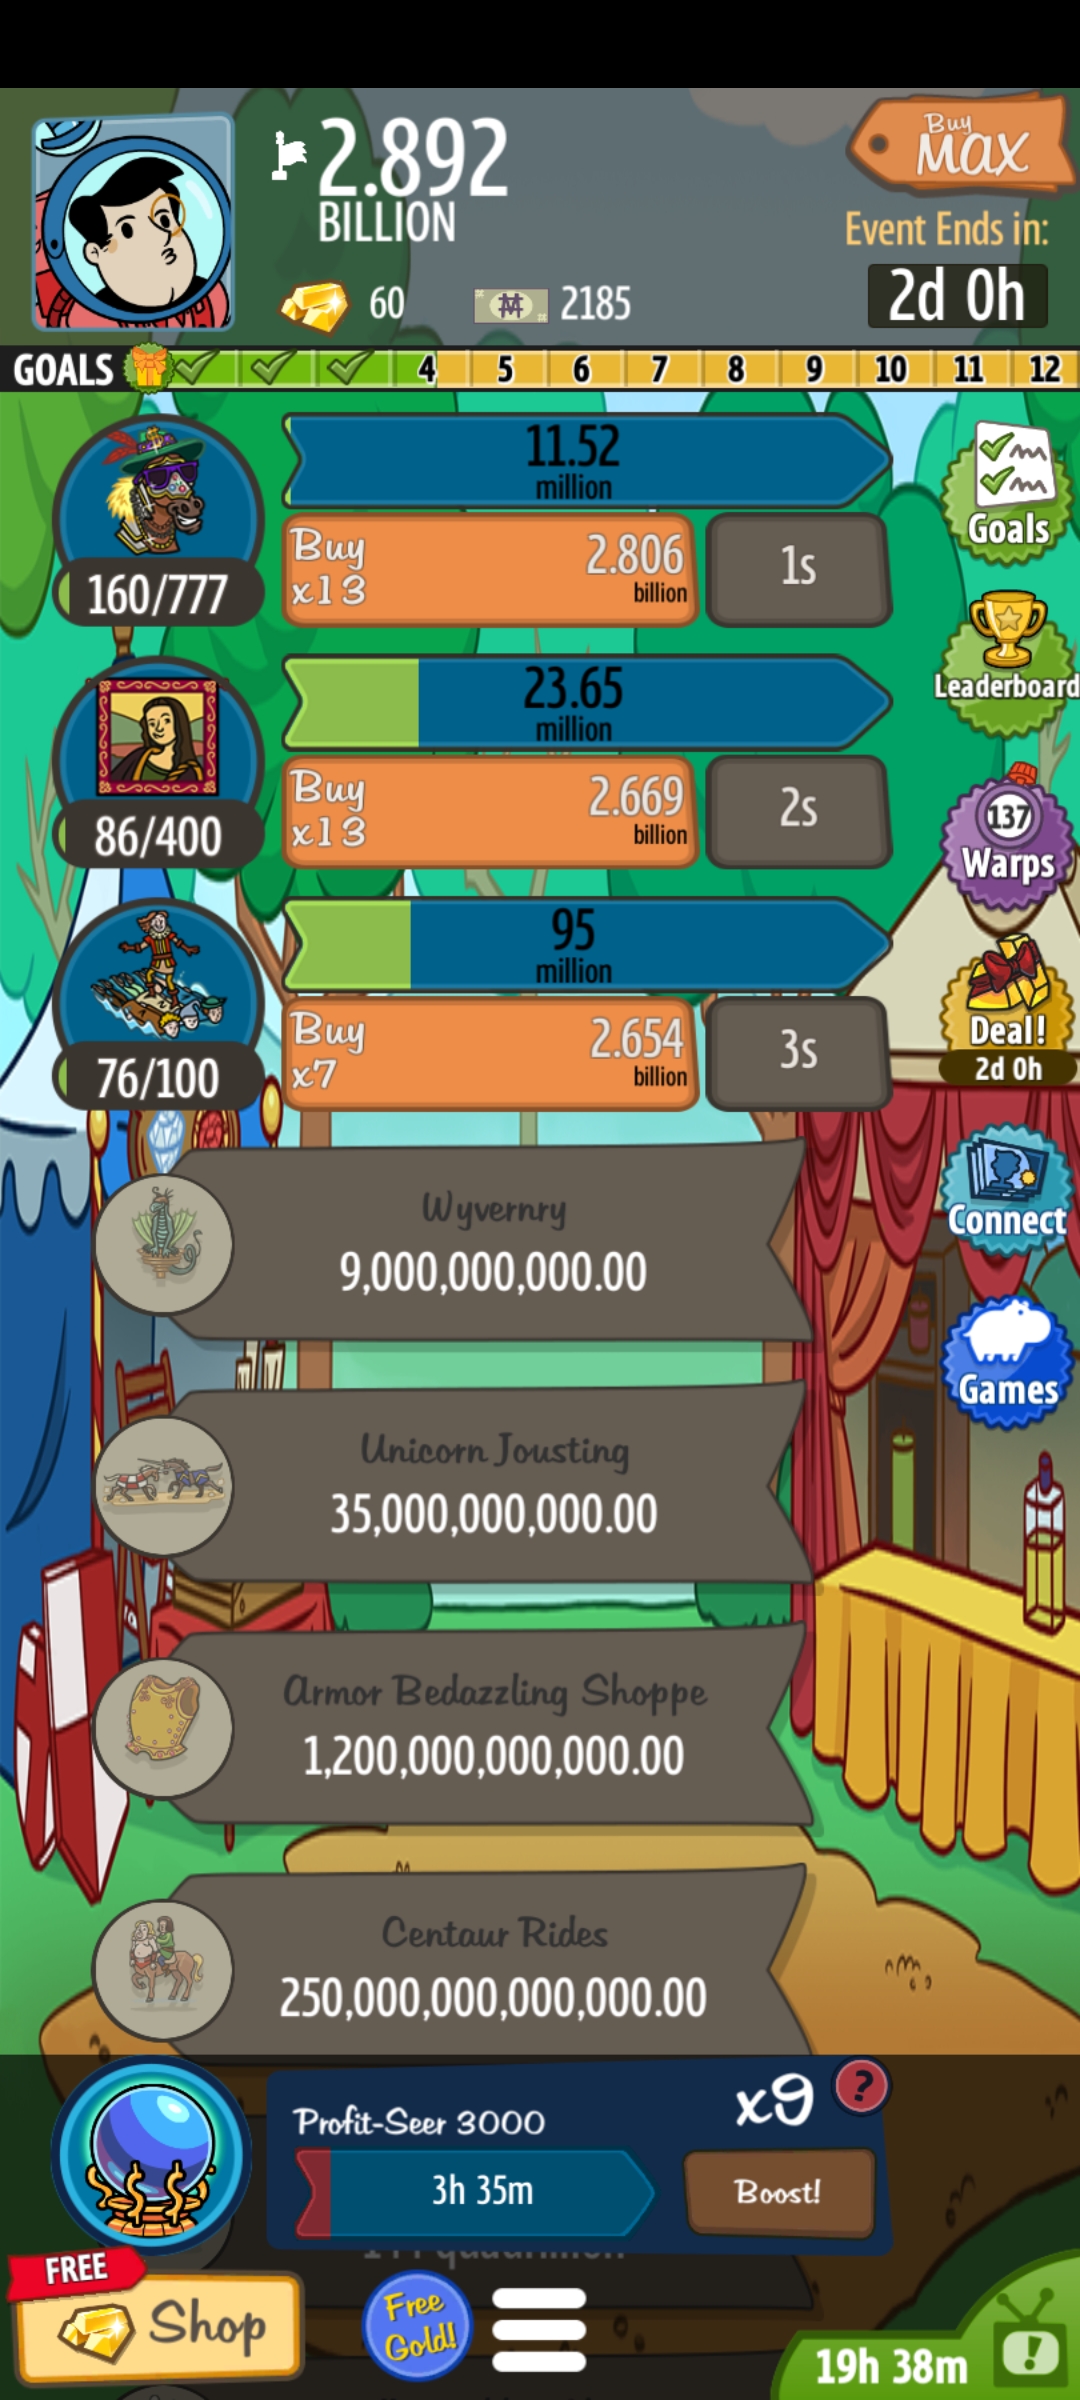 2.892
BILLION
Buy
MAX
Event Ends in:
2d 0h
60
2185
GOALS
4 5 6 7 8 9 10 11 12
11.52
million
Buy
x13
2.806
billion
1s
160/777
Goals
23.65
million
Buy
x13
2.669
billion
2s
86/400
Leaderboard
137
Warps
95
million
Buy
x7
2.654
billion
3s
76/100
Deal!
2d 0h
Wyvernry
9,000,000,000.00
Connect
Unicorn Jousting
35,000,000,000.00
Games
Armor Bedazzling Shoppe
1,200,000,000,000.00
Centaur Rides
250,000,000,000,000.00
Profit-Seer 3000
x9
?
3h 35m
Boost!
FREE
Shop
Free
Gold!
19h 38m
!